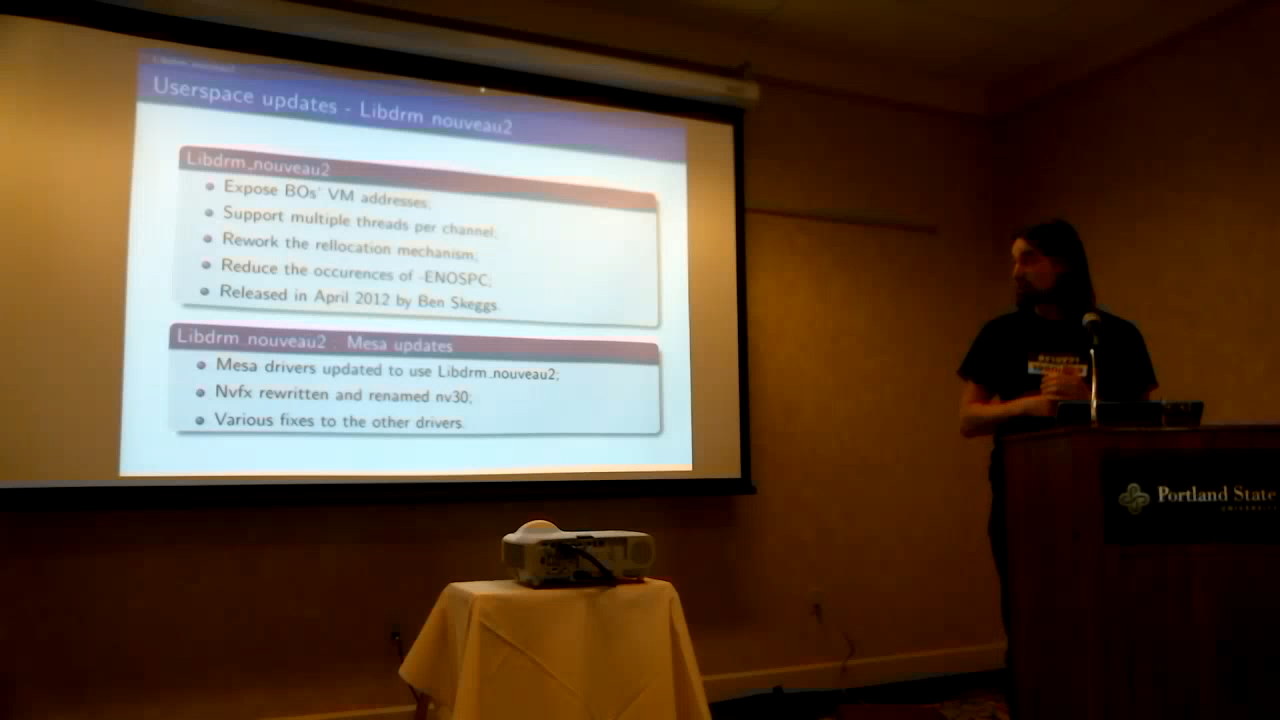 Userspace updates - Libdrm_nouveau2
Libdrm_nouveau2
Expose BOs' VM addresses;
Support multiple threads per channel;
Rework the rellocation mechanism;
Reduce the occurences of -ENOSPC;
Released in April 2012 by Ben Skeggs.
Libdrm_nouveau2 : Mesa updates
Mesa drivers updated to use Libdrm_nouveau2;
Nvfx rewritten and renamed nv30;
Various fixes to the other drivers.
Portland State